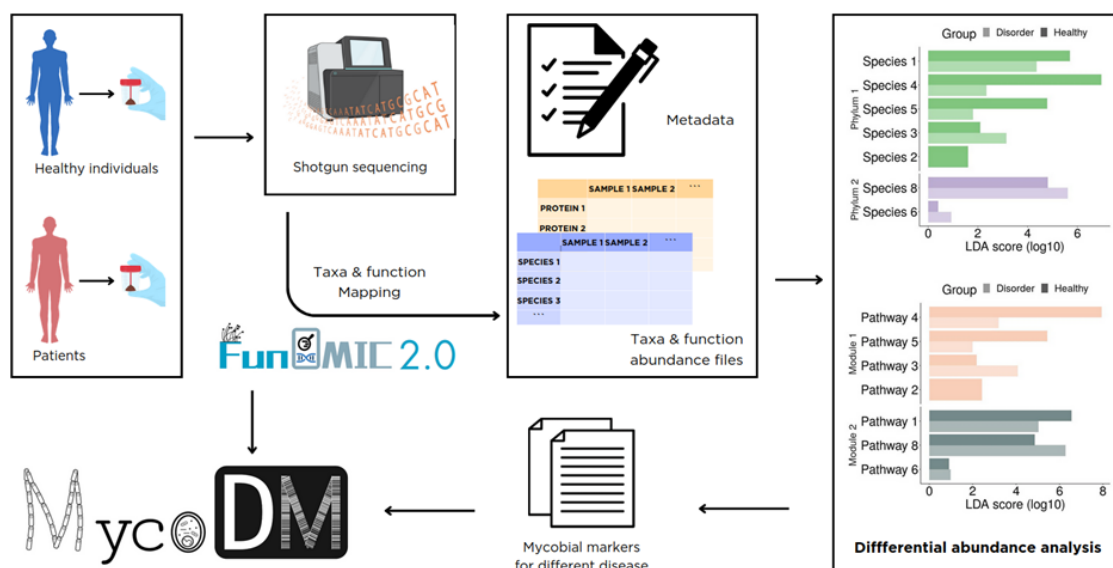 Healthy individuals
Patients
AAATATCATGCGCAT
CAAATATCATGCG
GTCAAATATCATGCGCAT
Shotgun sequencing
Taxa & function
Mapping
FunOMIC 2.0
Metadata
SAMPLE 1 SAMPLE 2 ...
PROTEIN 1
PROTEIN 2
SAMPLE 1 SAMPLE 2 ...
SPECIES 1
SPECIES 2
SPECIES 3
...
Taxa & function
abundance files
Group Disorder Healthy
Phylum 1
Species 1
Species 4
Species 5
Species 3
Species 2
Phylum 2
Species 8
Species 6
0 2 4 6
LDA score (log10)
Group Disorder Healthy
Module 1
Pathway 4
Pathway 5
Pathway 3
Pathway 2
Module 2
Pathway 1
Pathway 8
Pathway 6
0 2 4 6 8
LDA score (log10)
Diffferential abundance analysis
Mycobial markers
for different disease
MycoDM